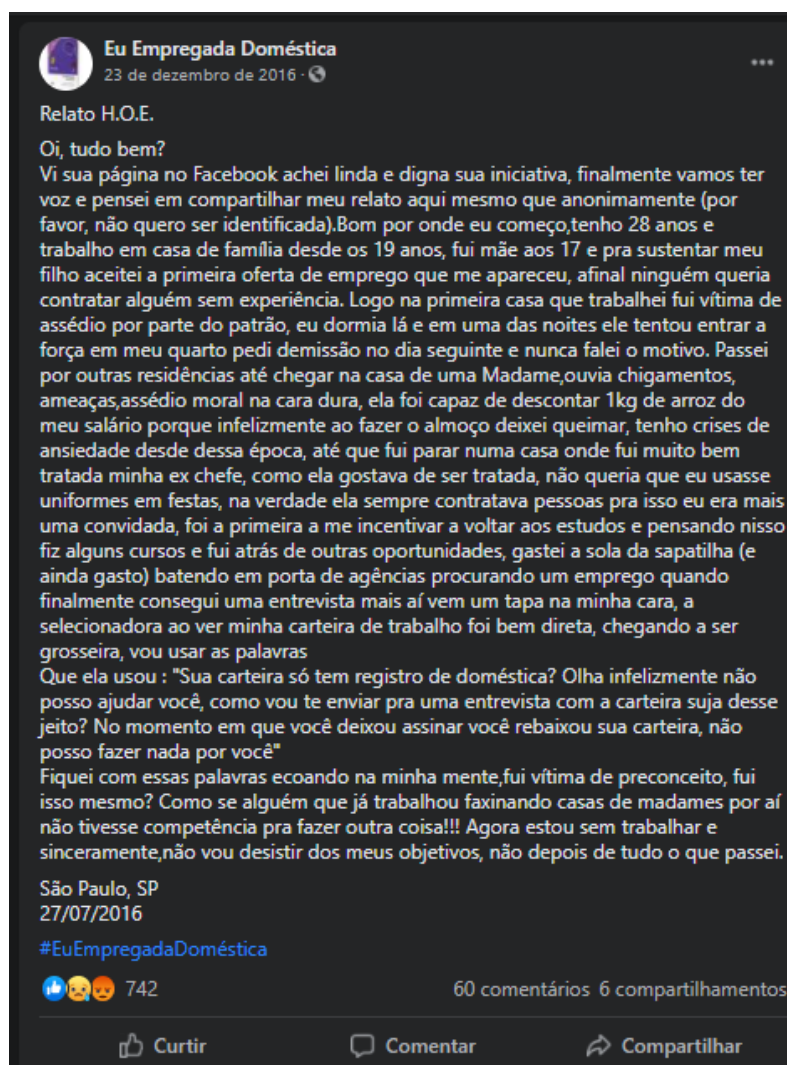 Eu Empregada Doméstica
23 de dezembro de 2016 ·
Relato H.O.E.
Oi, tudo bem?
Vi sua página no Facebook achei linda e digna sua iniciativa, finalmente vamos ter
voz e pensei em compartilhar meu relato aqui mesmo que anonimamente (por
favor, não quero ser identificada).Bom por onde eu começo,tenho 28 anos e
trabalho em casa de família desde os 19 anos, fui mãe aos 17 e pra sustentar meu
filho aceitei a primeira oferta de emprego que me apareceu, afinal ninguém queria
contratar alguém sem experiência. Logo na primeira casa que trabalhei fui vítima de
assédio por parte do patrão, eu dormia lá e em uma das noites ele tentou entrar a
força em meu quarto pedi demissão no dia seguinte e nunca falei o motivo. Passei
por outras residências até chegar na casa de uma Madame,ouvia chigamentos,
ameaças,assédio moral na cara dura, ela foi capaz de descontar 1kg de arroz do
meu salário porque infelizmente ao fazer o almoço deixei queimar, tenho crises de
ansiedade desde dessa época, até que fui parar numa casa onde fui muito bem
tratada minha ex chefe, como ela gostava de ser tratada, não queria que eu usasse
uniformes em festas, na verdade ela sempre contratava pessoas pra isso eu era mais
uma convidada, foi a primeira a me incentivar a voltar aos estudos e pensando nisso
fiz alguns cursos e fui atrás de outras oportunidades, gastei a sola da sapatilha (e
ainda gasto) batendo em porta de agências procurando um emprego quando
finalmente consegui uma entrevista mais aí vem um tapa na minha cara, a
selecionadora ao ver minha carteira de trabalho foi bem direta, chegando a ser
grosseira, vou usar as palavras
Que ela usou : "Sua carteira só tem registro de doméstica? Olha infelizmente não
posso ajudar você, como vou te enviar pra uma entrevista com a carteira suja desse
jeito? No momento em que você deixou assinar você rebaixou sua carteira, não
posso fazer nada por você"
Fiquei com essas palavras ecoando na minha mente,fui vítima de preconceito, fui
isso mesmo? Como se alguém que já trabalhou faxinando casas de madames por aí
não tivesse competência pra fazer outra coisa!!! Agora estou sem trabalhar e
sinceramente,não vou desistir dos meus objetivos, não depois de tudo o que passei.
São Paulo, SP
27/07/2016
#EuEmpregadaDoméstica
742 60 comentários 6 compartilhamentos
Curtir Comentar Compartilhar